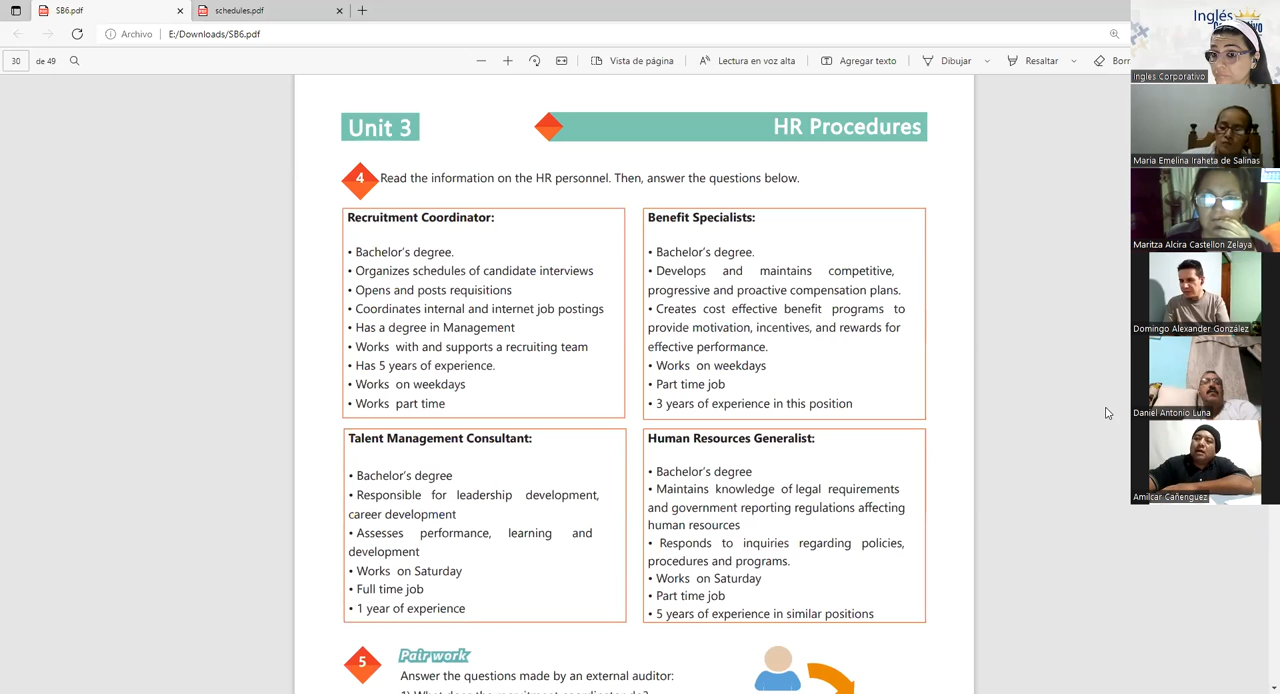 SB6.pdf
schedules.pdf
Archivo
E:/Downloads/SB6.pdf
30
de 49
Vista de página
Lectura en voz alta
Agregar texto
Dibujar
Resaltar
Borr
Unit 3
HR Procedures
4
Read the information on the HR personnel. Then, answer the questions below.
Recruitment Coordinator:
• Bachelor's degree.
• Organizes schedules of candidate interviews
• Opens and posts requisitions
• Coordinates internal and internet job postings
• Has a degree in Management
• Works with and supports a recruiting team
• Has 5 years of experience.
• Works on weekdays
• Works part time
Benefit Specialists:
• Bachelor's degree.
• Develops and maintains competitive,
progressive and proactive compensation plans.
• Creates cost effective benefit programs to
provide motivation, incentives, and rewards for
effective performance.
• Works on weekdays
• Part time job
• 3 years of experience in this position
Talent Management Consultant:
• Bachelor's degree
• Responsible for leadership development,
career development
• Assesses performance, learning and
development
• Works on Saturday
• Full time job
• 1 year of experience
Human Resources Generalist:
• Bachelor's degree
• Maintains knowledge of legal requirements
and government reporting regulations affecting
human resources
• Responds to inquiries regarding policies,
procedures and programs.
• Works on Saturday
• Part time job
• 5 years of experience in similar positions
5
Pair work
Answer the questions made by an external auditor:
1) What does the recruitment coordinator do?
Inglés
Ingles Corporativo
Maria Emelina Iraheta de Salinas
Maritza Alcira Castellon Zelaya
Domingo Alexander González
Daniel Antonio Luna
Amilcar Cañenguez